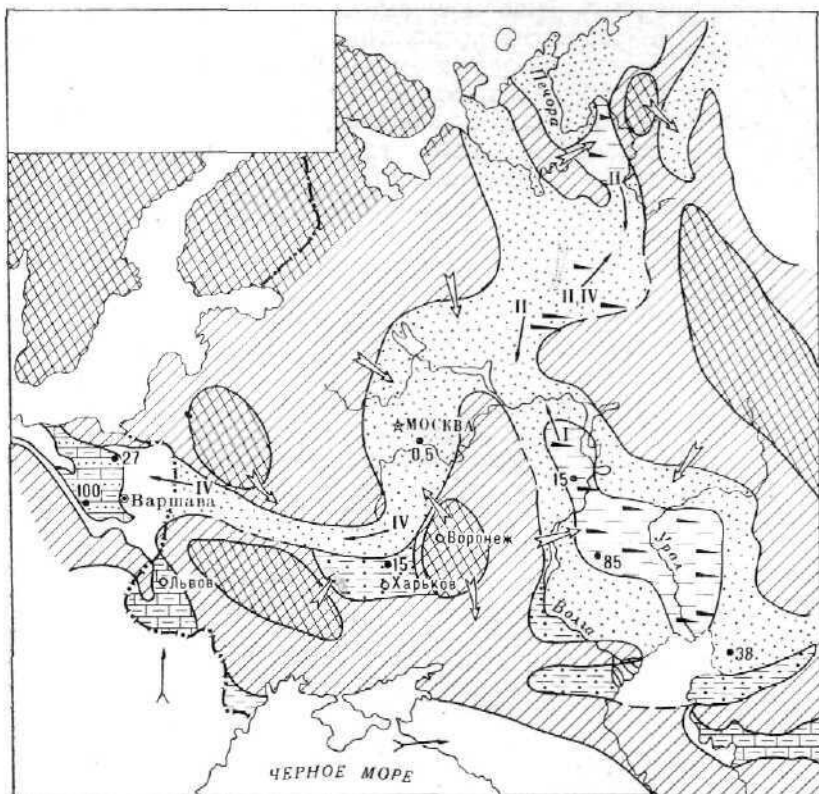 Печора
II
II,IV
II
МОСКВА
0,5
I
27
15
100
IV
Варшава
IV
Воронеж
Урал
15
85
Львов
Харьков
Волга
38
ЧЕРНОЕ МОРЕ